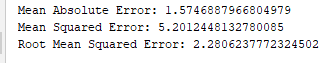 Mean Absolute Error: 1.5746887966804979
Mean Squared Error: 5.2012448132780085
Root Mean Squared Error: 2.2806237772324502